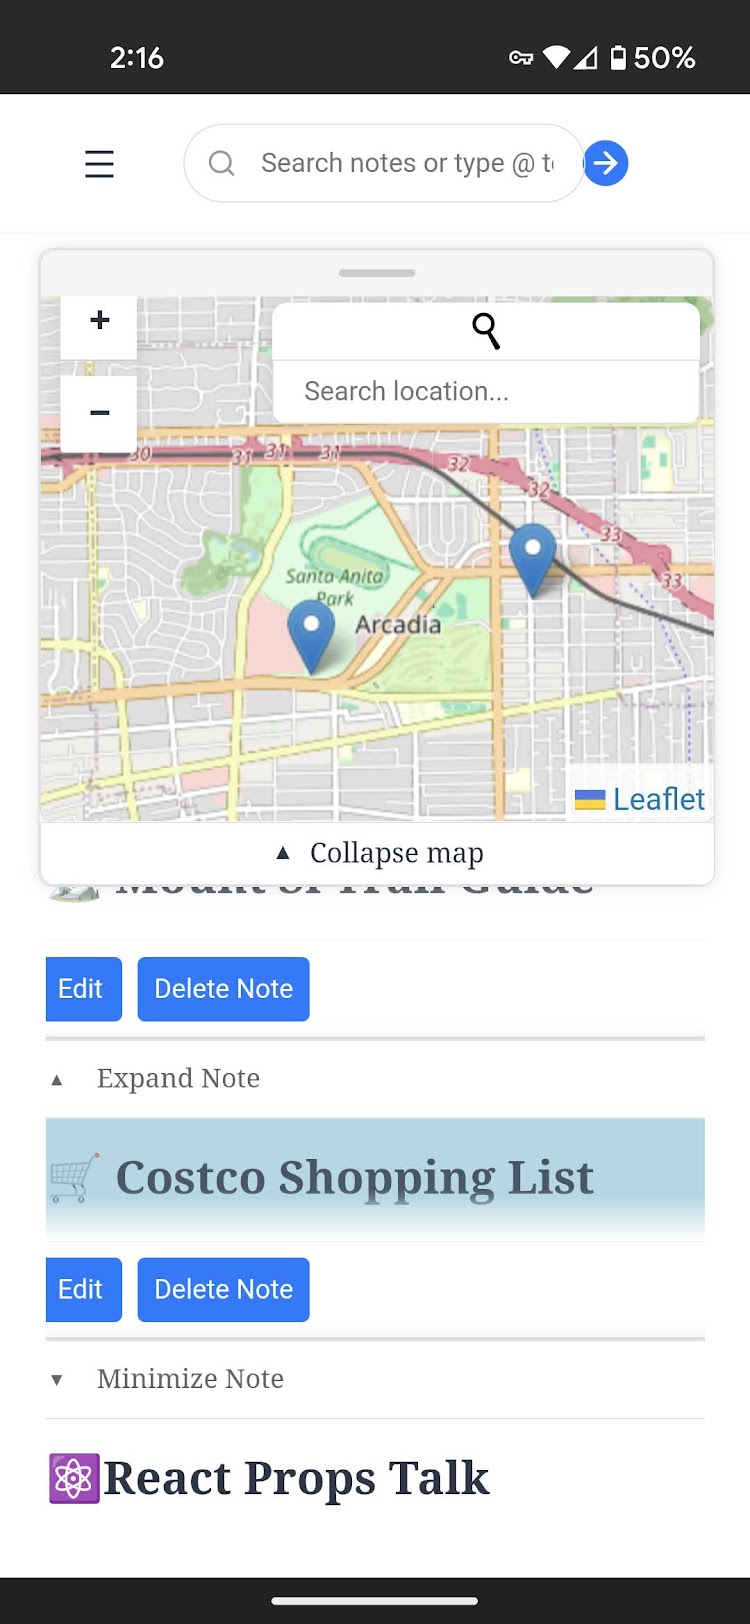 2:16
50%
Search notes or type @ t
+
−
Search location...
30
31
31
31
32
32
33
33
Santa Anita
Park
Arcadia
Leaflet
▲ Collapse map
Edit
Delete Note
▲ Expand Note
🛒 Costco Shopping List
Edit
Delete Note
▼ Minimize Note
⚛️React Props Talk